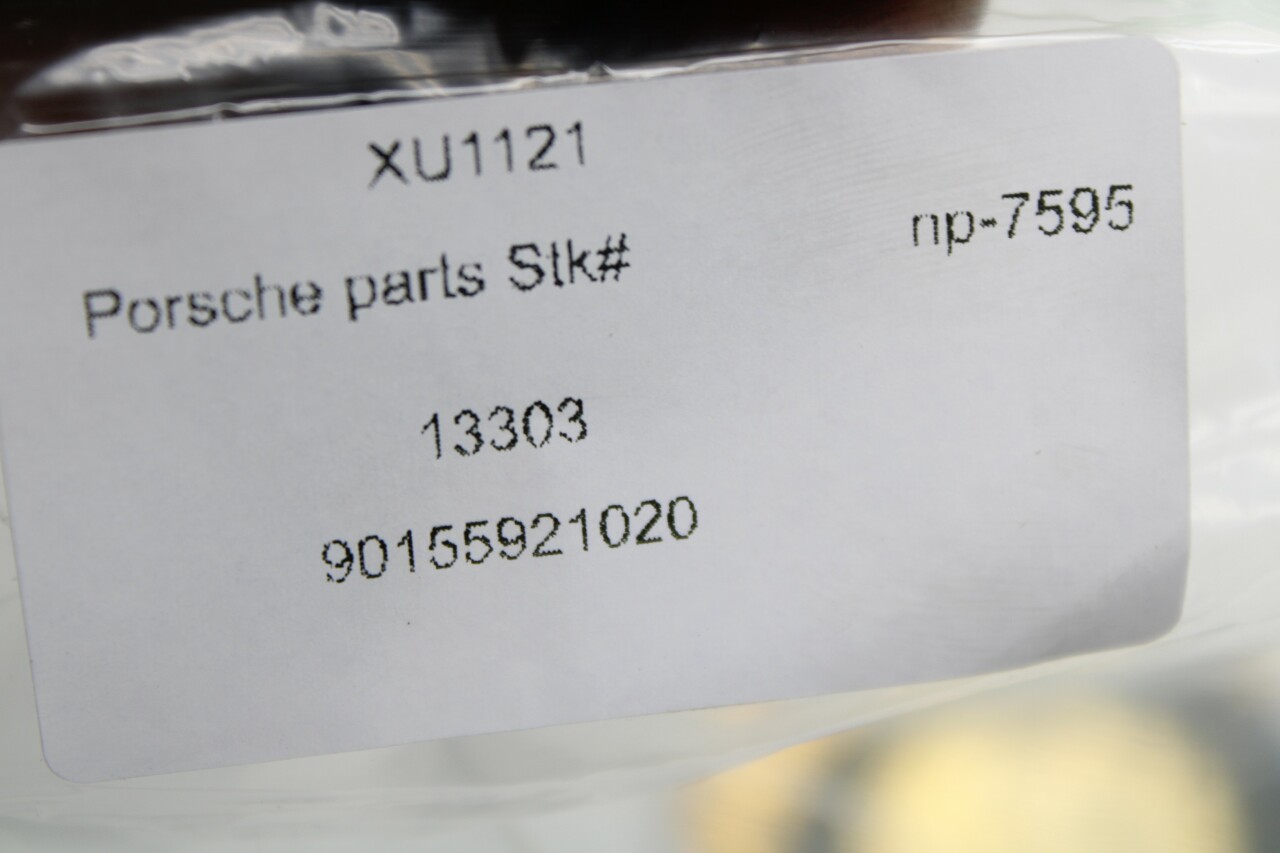 XU1121
np-7595
Porsche parts Stk#
13303
90155921020